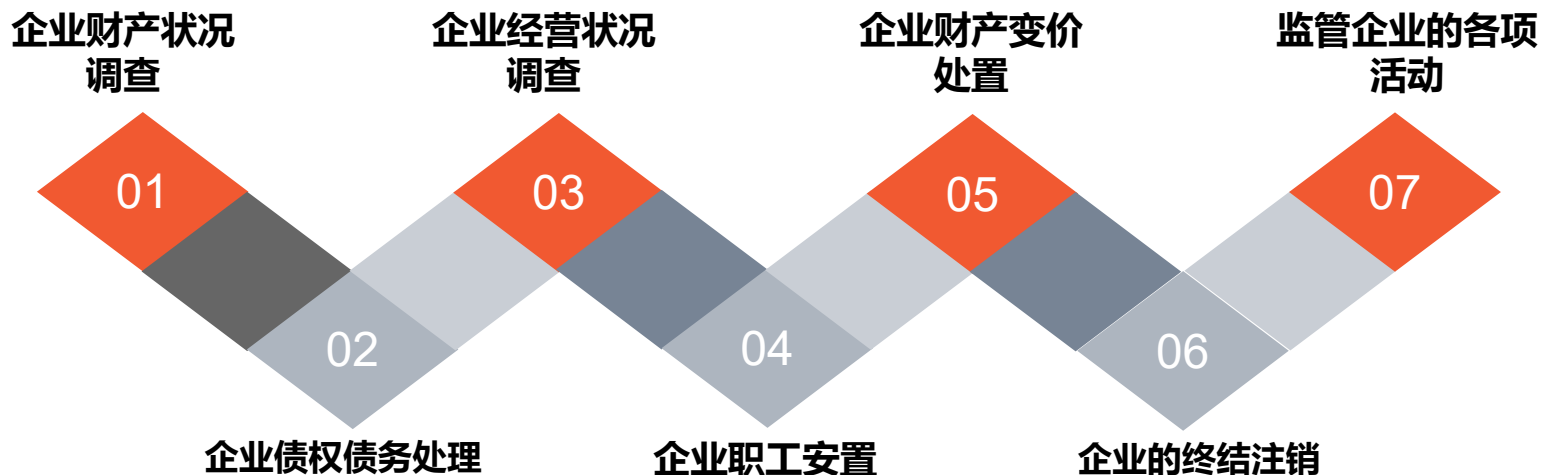 企业财产状况
调查
企业经营状况
调查
企业财产变价
处置
监管企业的各项
活动
01
03
05
07
02
04
06
企业债权债务处理
企业职工安置
企业的终结注销